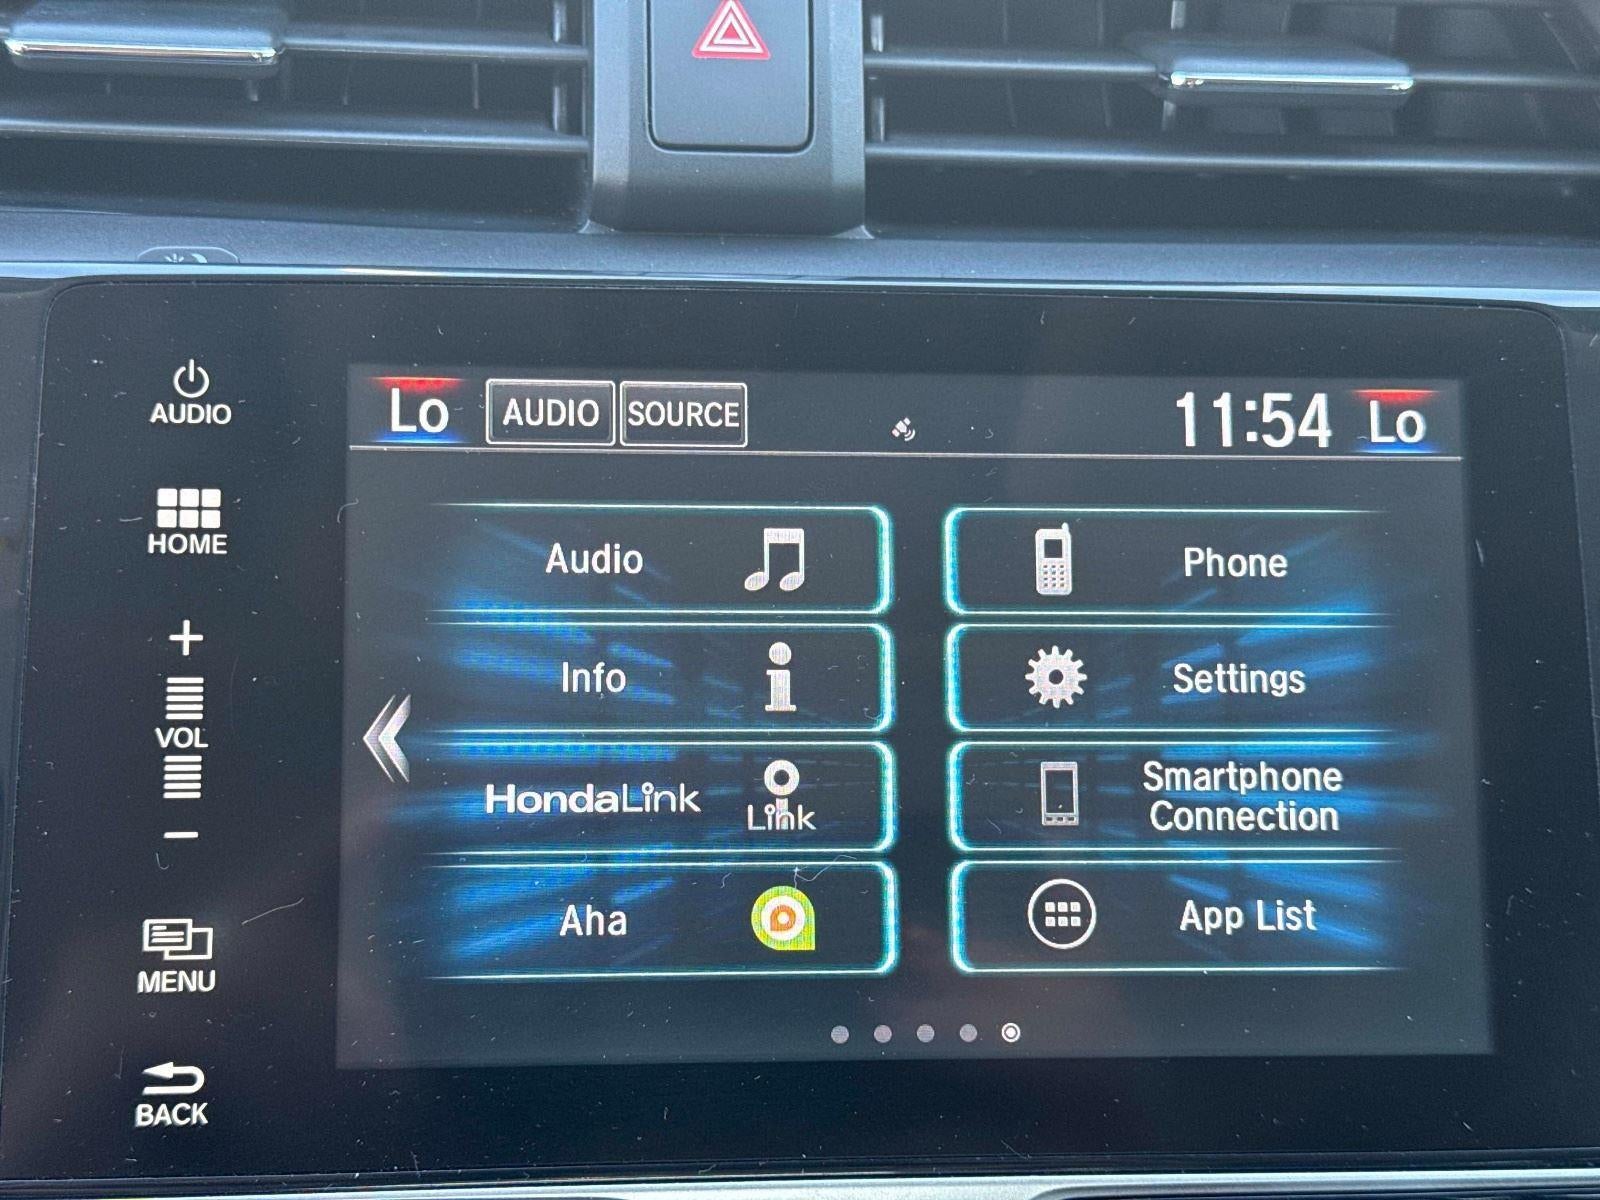 AUDIO
HOME
VOL
MENU
BACK
Lo
AUDIO
SOURCE
11:54
Lo
Audio
Phone
Info
Settings
HondaLink
Link
Smartphone
Connection
Aha
App List